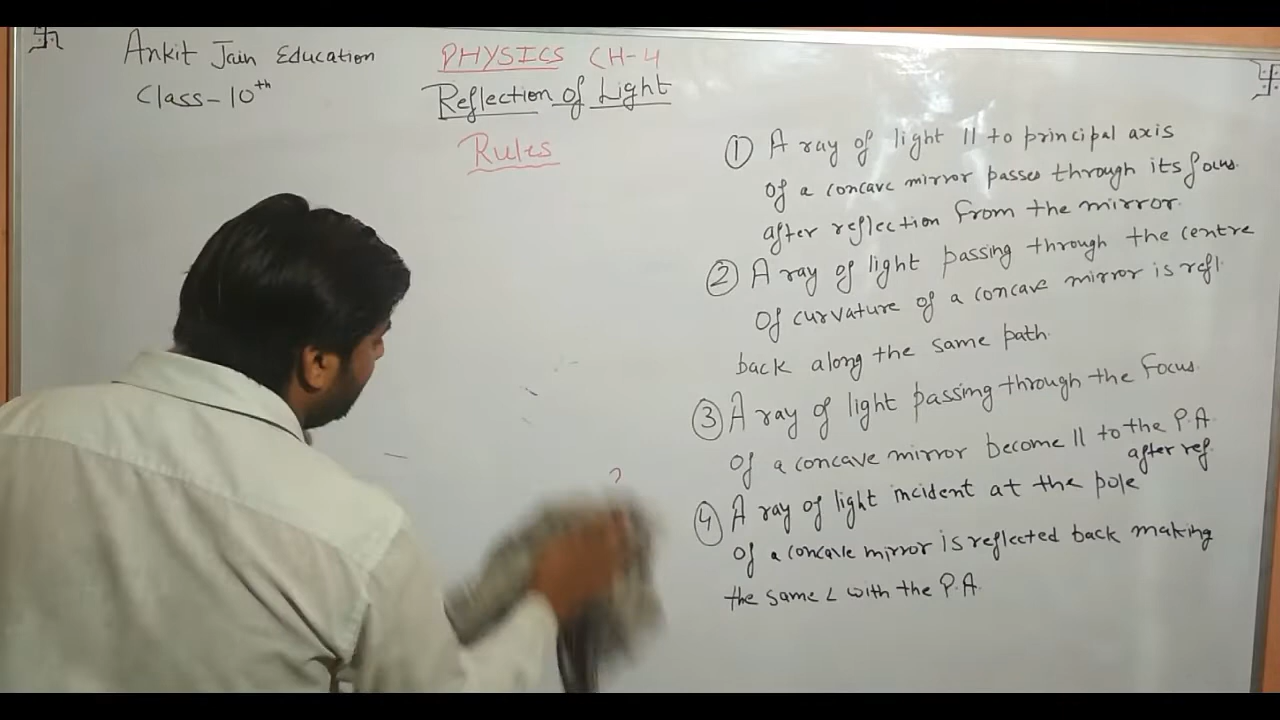 Ankit Jain Education
Class-10th
PHYSICS CH-4
Reflection of Light
Rules
① A ray of light || to principal axis
of a concave mirror passes through its focus.
after reflection from the mirror.
② A ray of light passing through the centre
of curvature of a concave mirror is refl.
back along the same path.
③ A ray of light passing through the focus.
of a concave mirror become || to the P.A.
after ref.
④ A ray of light incident at the pole
of a concave mirror is reflected back making
the same ∠ with the P.A.